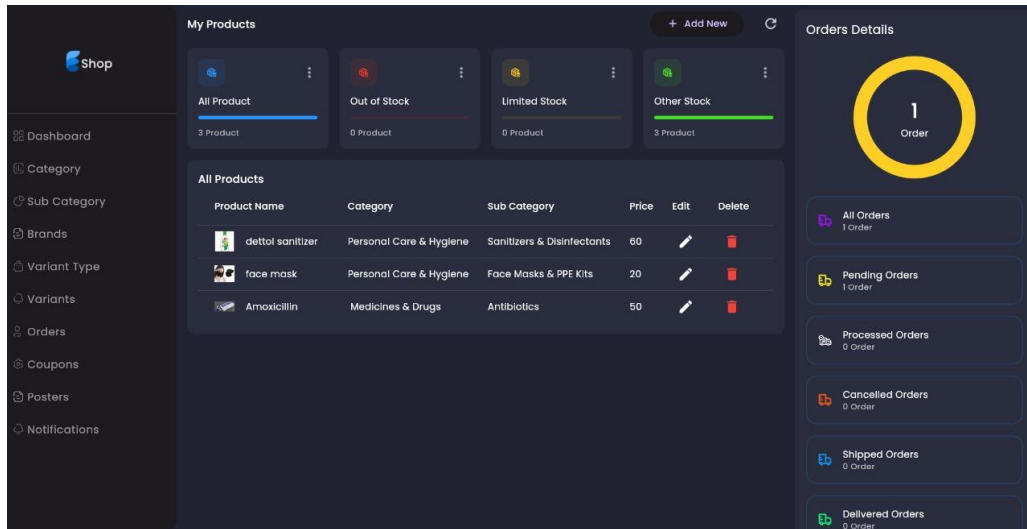 Shop
Dashboard
Category
Sub Category
Brands
Variant Type
Variants
Orders
Coupons
Posters
Notifications
My Products
+ Add New
All Product
3 Product
Out of Stock
0 Product
Limited Stock
0 Product
Other Stock
3 Product
All Products
Product Name Category Sub Category Price Edit Delete
dettol sanitizer Personal Care & Hygiene Sanitizers & Disinfectants 60
face mask Personal Care & Hygiene Face Masks & PPE Kits 20
Amoxicillin Medicines & Drugs Antibiotics 50
Orders Details
1
Order
All Orders
1 Order
Pending Orders
1 Order
Processed Orders
0 Order
Cancelled Orders
0 Order
Shipped Orders
0 Order
Delivered Orders
0 Order